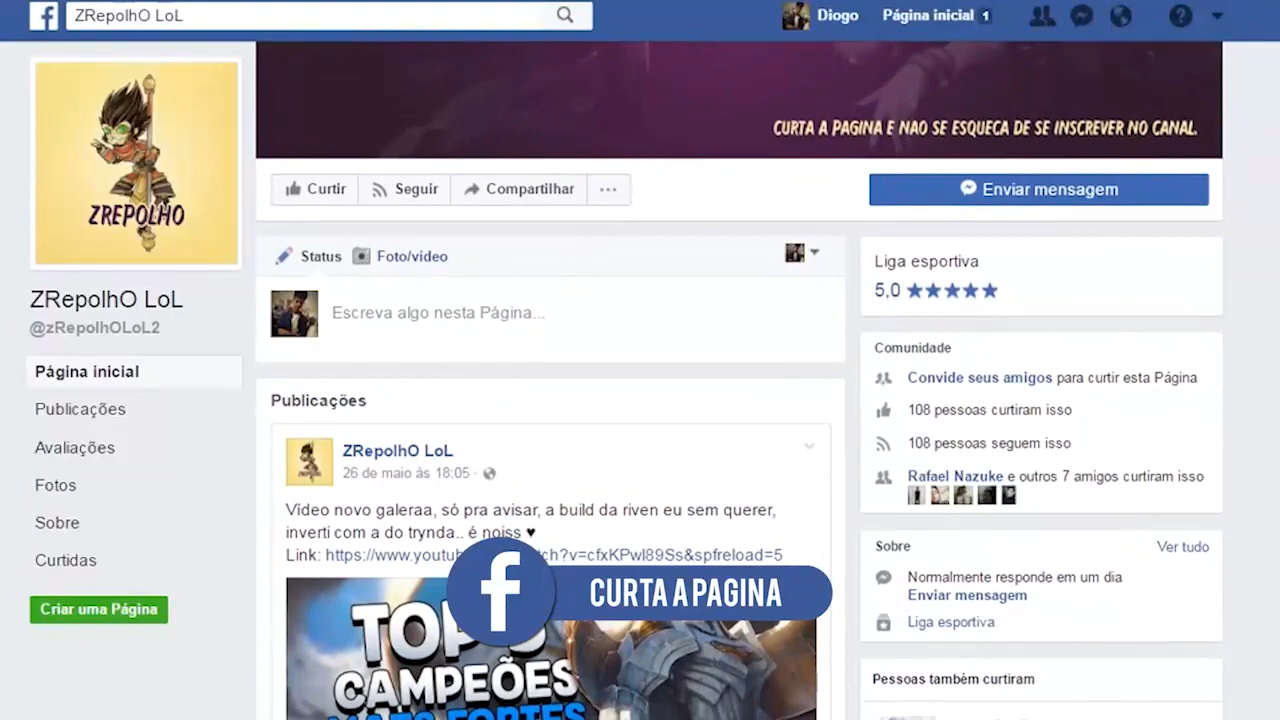 f ZRepolhO LoL
Diogo Página inicial 1
CURTA A PAGINA E NAO SE ESQUECA DE SE INSCREVER NO CANAL.
ZREPOLHO
ZRepolhO LoL
@zRepolhOLoL2
Página inicial
Publicações
Avaliações
Fotos
Sobre
Curtidas
Criar uma Página
Curtir Seguir Compartilhar ...
Enviar mensagem
Status Foto/video
Escreva algo nesta Página...
Publicações
ZRepolhO LoL
26 de maio às 18:05 ·
Vídeo novo galeraa, só pra avisar, a build da riven eu sem querer,
inverti com a do trynda.. é noiss ♥
Link: https://www.youtu tch?v=cfxKPwI89Ss&spfreload=5
TOP
CAMPEÕES
MAIS FORTES
f CURTA A PAGINA
Liga esportiva
5,0 ★★★★★
Comunidade
Convide seus amigos para curtir esta Página
108 pessoas curtiram isso
108 pessoas seguem isso
Rafael Nazuke e outros 7 amigos curtiram isso
Sobre Ver tudo
Normalmente responde em um dia
Enviar mensagem
Liga esportiva
Pessoas também curtiram